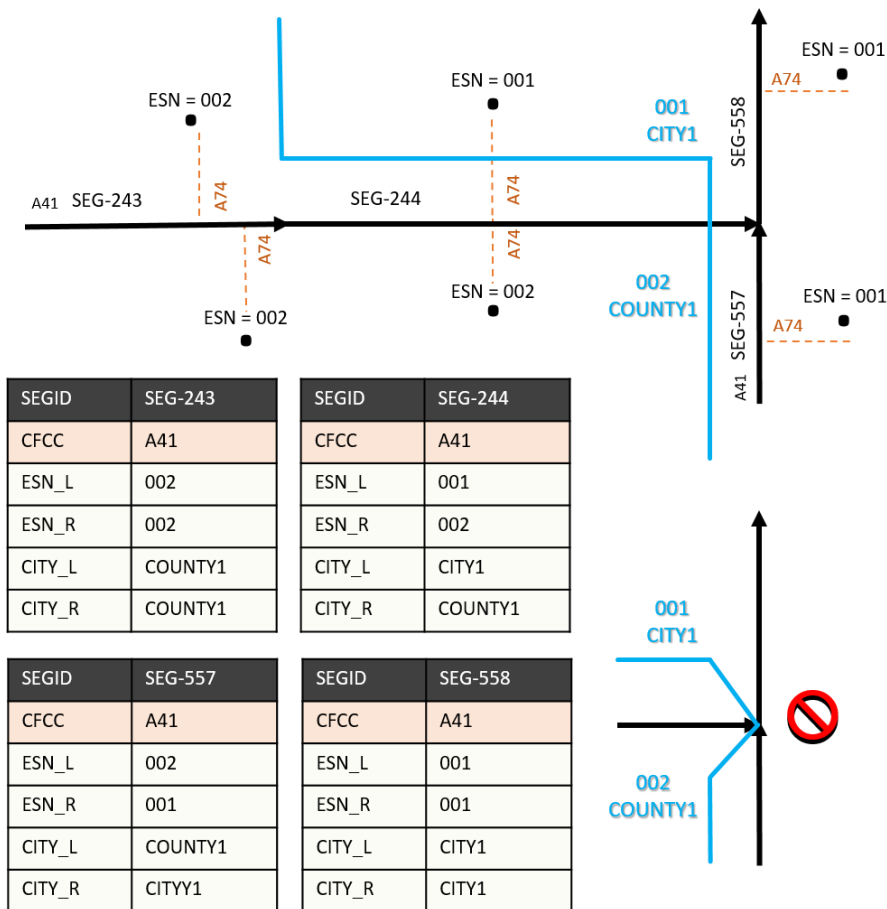 ESN = 001
ESN = 002
ESN = 001
A74
001
CITY1
SEG-558
A41 SEG-243
A74
SEG-244
A74
A74
A74
ESN = 002
002
COUNTY1
ESN = 001
ESN = 002
A74
A41 SEG-557
SEGID SEG-243
CFCC A41
ESN_L 002
ESN_R 002
CITY_L COUNTY1
CITY_R COUNTY1
SEGID SEG-244
CFCC A41
ESN_L 001
ESN_R 002
CITY_L CITY1
CITY_R COUNTY1
001
CITY1
002
COUNTY1
SEGID SEG-557
CFCC A41
ESN_L 002
ESN_R 001
CITY_L COUNTY1
CITY_R CITYY1
SEGID SEG-558
CFCC A41
ESN_L 001
ESN_R 001
CITY_L CITY1
CITY_R CITY1